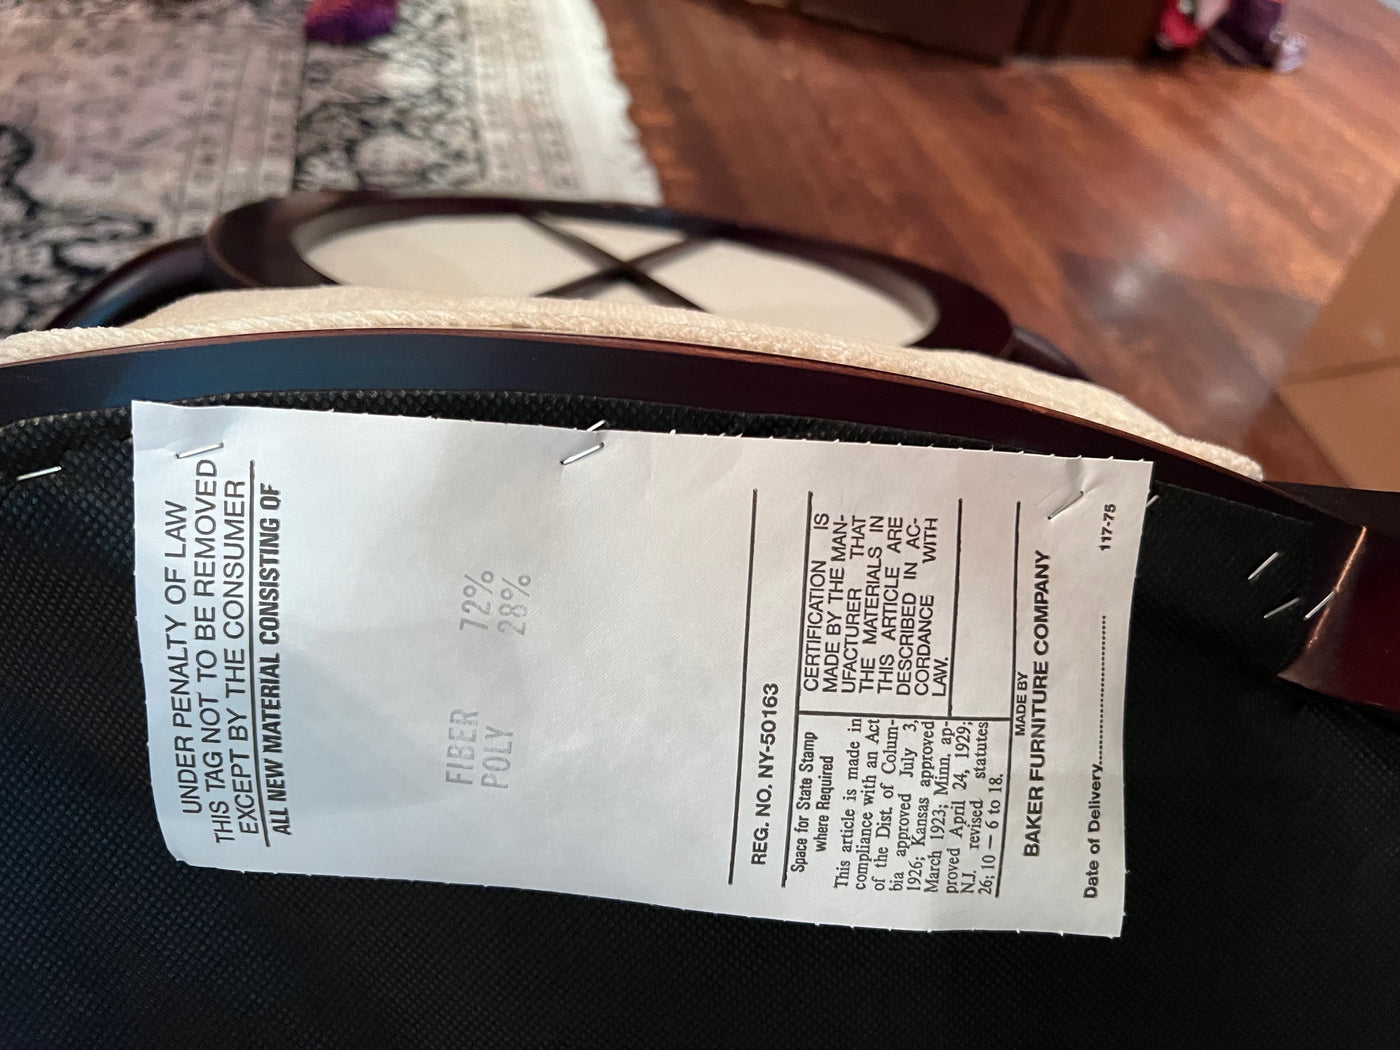 UNDER PENALTY OF LAW
THIS TAG NOT TO BE REMOVED
EXCEPT BY THE CONSUMER
ALL NEW MATERIAL CONSISTING OF
FIBER 72%
POLY 28%
REG. NO. NY-50163
Space for State Stamp
where Required
This article is made in
compliance with an Act
of the Dist. of Colum-
bia approved July 3,
1926; Kansas approved
March 1923; Minn. ap-
proved April 24, 1929;
N.J. revised statutes
26; 10 — 6 to 18.
CERTIFICATION IS
MADE BY THE MAN-
UFACTURER THAT
THE MATERIALS IN
THIS ARTICLE ARE
DESCRIBED IN AC-
CORDANCE WITH
LAW.
MADE BY
BAKER FURNITURE COMPANY
Date of Delivery.................... 117-75